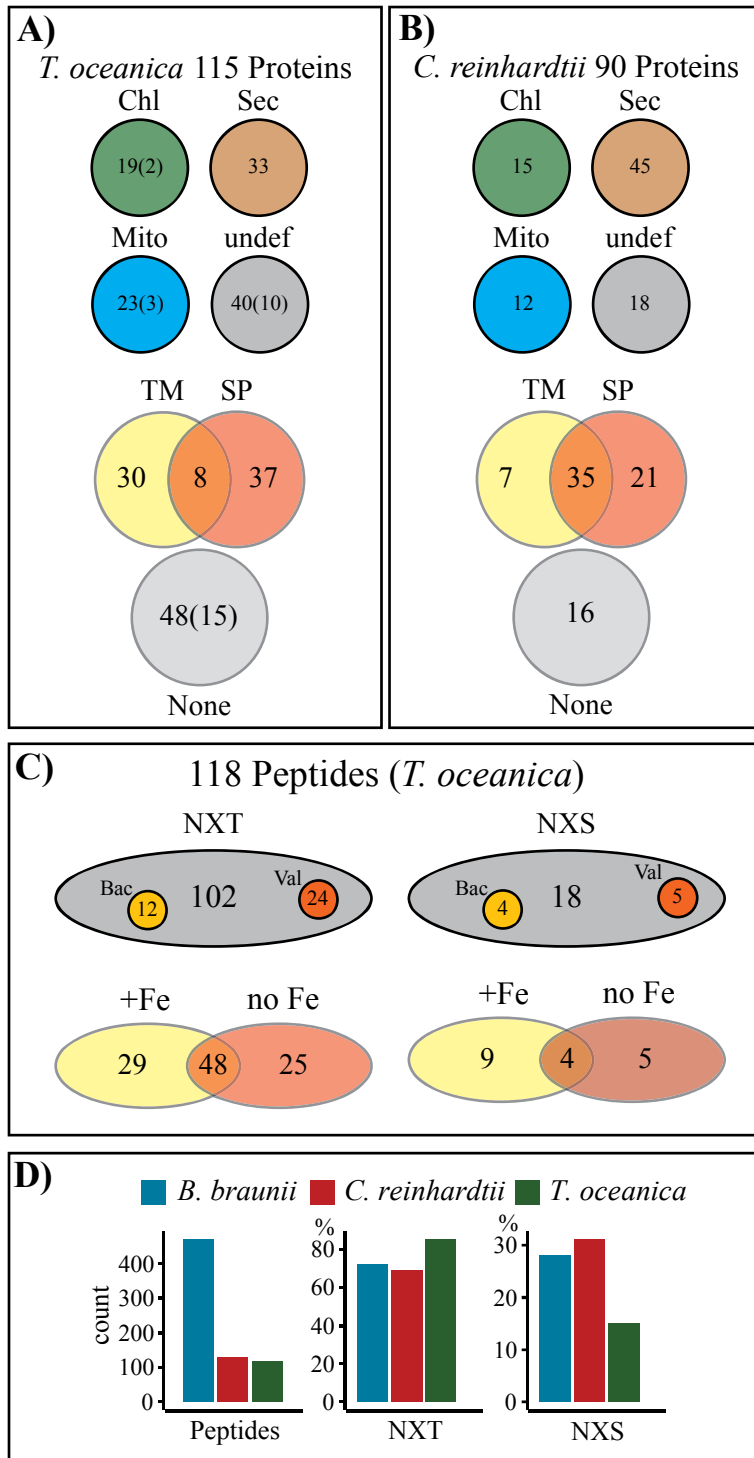 A)
T. oceanica 115 Proteins
Chl Sec
19(2) 33
Mito undef
23(3) 40(10)
TM SP
30 8 37
48(15)
None
B)
C. reinhardtii 90 Proteins
Chl Sec
15 45
Mito undef
12 18
TM SP
7 35 21
16
None
C)
118 Peptides (T. oceanica)
NXT NXS
Bac 12 102 Val 24
Bac 4 18 Val 5
+Fe no Fe
29 48 25
+Fe no Fe
9 4 5
D)
B. braunii C. reinhardtii T. oceanica
count
400
300
200
100
0
Peptides
%
80
60
40
20
0
NXT
%
30
20
10
0
NXS